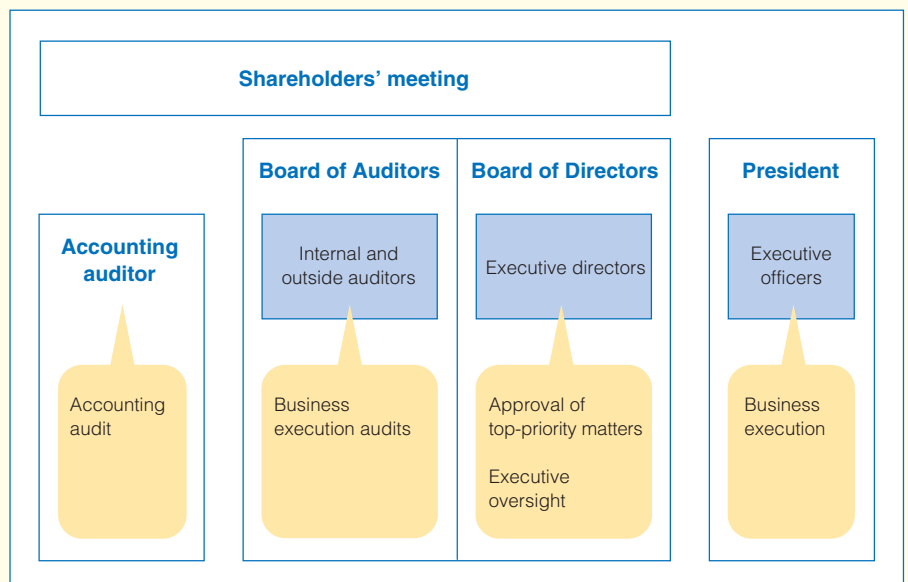 Shareholders’ meeting
Accounting
auditor
Accounting
audit
Board of Auditors
Internal and
outside auditors
Business
execution audits
Board of Directors
Executive directors
Approval of
top-priority matters
Executive
oversight
President
Executive
officers
Business
execution